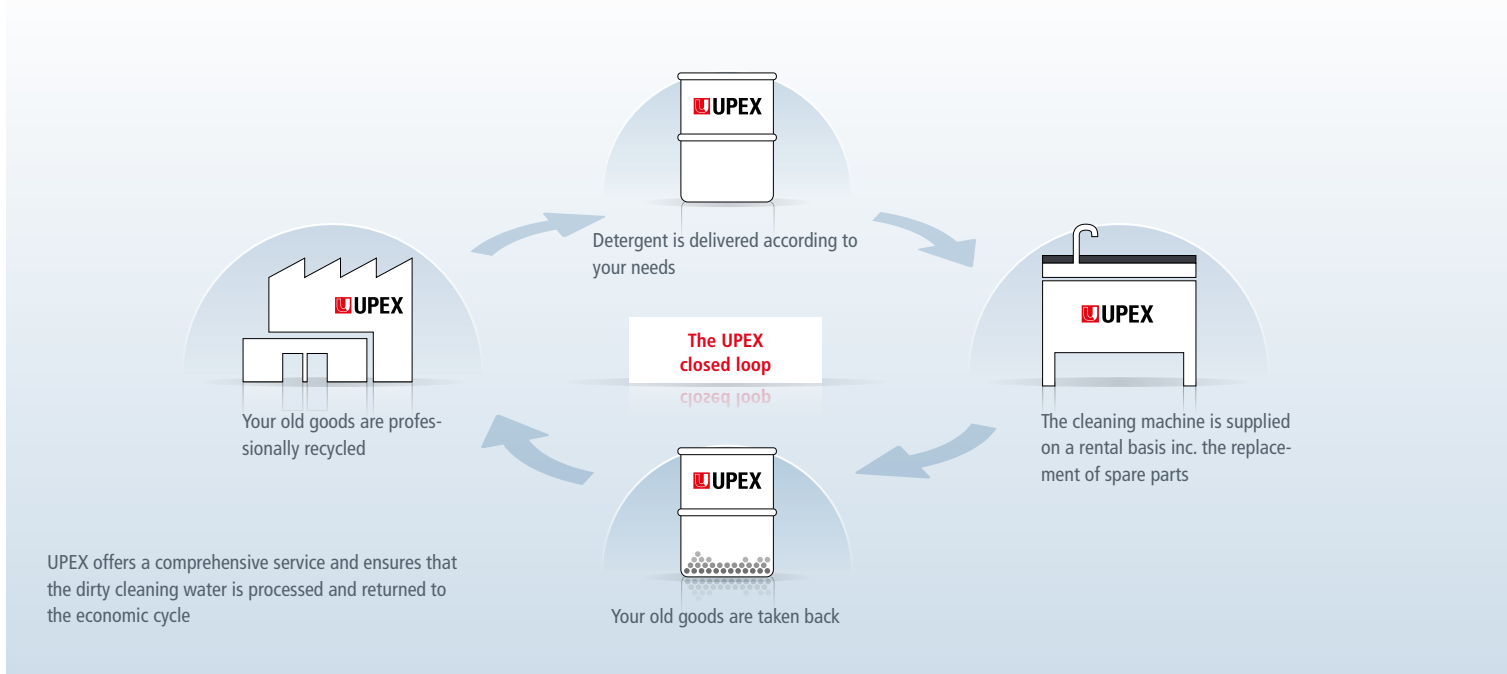 UPEX
Detergent is delivered according to
your needs
UPEX
UPEX
The UPEX
closed loop
Your old goods are profes-
sionally recycled
The cleaning machine is supplied
on a rental basis inc. the replace-
ment of spare parts
UPEX
UPEX offers a comprehensive service and ensures that
the dirty cleaning water is processed and returned to
the economic cycle
Your old goods are taken back